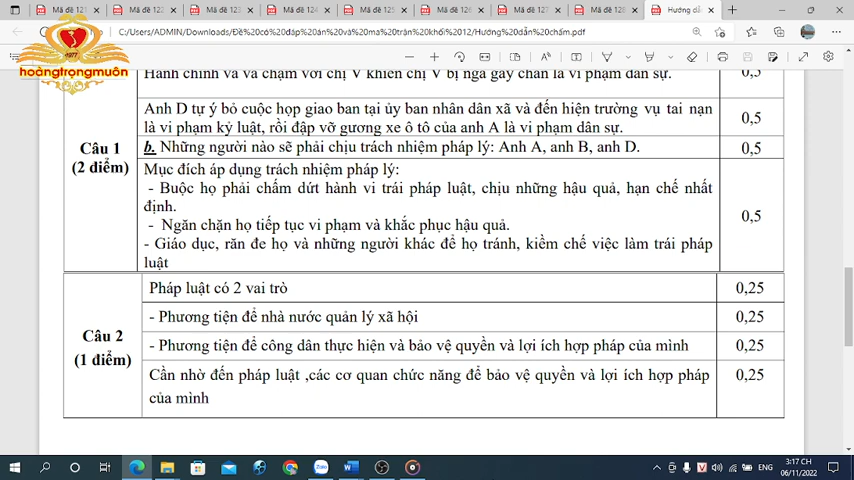 Mã đề 121
Mã đề 122
Mã đề 123
Mã đề 124
Mã đề 125
Mã đề 126
Mã đề 127
Mã đề 128
Hướng dẫ
C:/Users/ADMIN/Downloads/Đề%20có%20đáp%20án%20và%20ma%20trận%20khối%2012/Hướng%20dẫn%20chấm.pdf
1977
hoàngtrọngmuôn
Hành chính và va chạm với chị V khiến chị V bị ngã gãy chân là vi phạm dân sự.
0,5
Anh D tự ý bỏ cuộc họp giao ban tại ủy ban nhân dân xã và đến hiện trường vụ tai nạn
là vi phạm kỷ luật, rồi đập vỡ gương xe ô tô của anh A là vi phạm dân sự.
0,5
Câu 1
(2 điểm)
b. Những người nào sẽ phải chịu trách nhiệm pháp lý: Anh A, anh B, anh D.
0,5
Mục đích áp dụng trách nhiệm pháp lý:
- Buộc họ phải chấm dứt hành vi trái pháp luật, chịu những hậu quả, hạn chế nhất
định.
- Ngăn chặn họ tiếp tục vi phạm và khắc phục hậu quả.
- Giáo dục, răn đe họ và những người khác để họ tránh, kiềm chế việc làm trái pháp
luật
0,5
Câu 2
(1 điểm)
Pháp luật có 2 vai trò
0,25
- Phương tiện để nhà nước quản lý xã hội
0,25
- Phương tiện để công dân thực hiện và bảo vệ quyền và lợi ích hợp pháp của mình
0,25
Cần nhờ đến pháp luật ,các cơ quan chức năng để bảo vệ quyền và lợi ích hợp pháp
của mình
0,25
Zalo
ENG
3:17 CH
06/11/2022